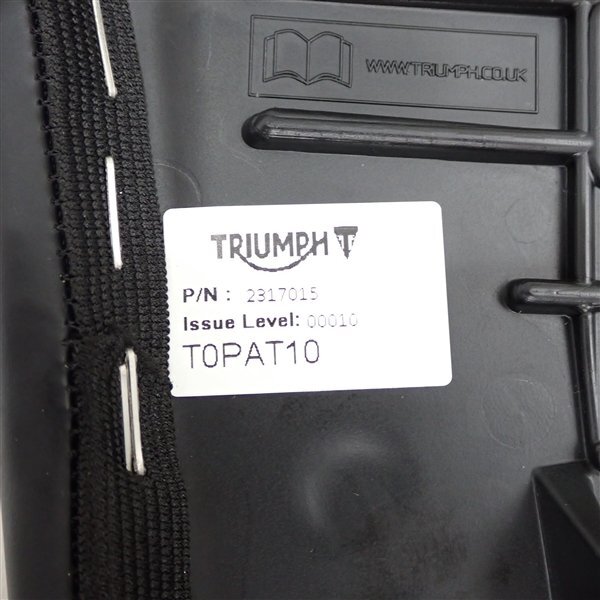 WWW.TRIUMPH.CO.UK
TRIUMPH
P/N : 2317015
Issue Level: 00010
T0PAT10